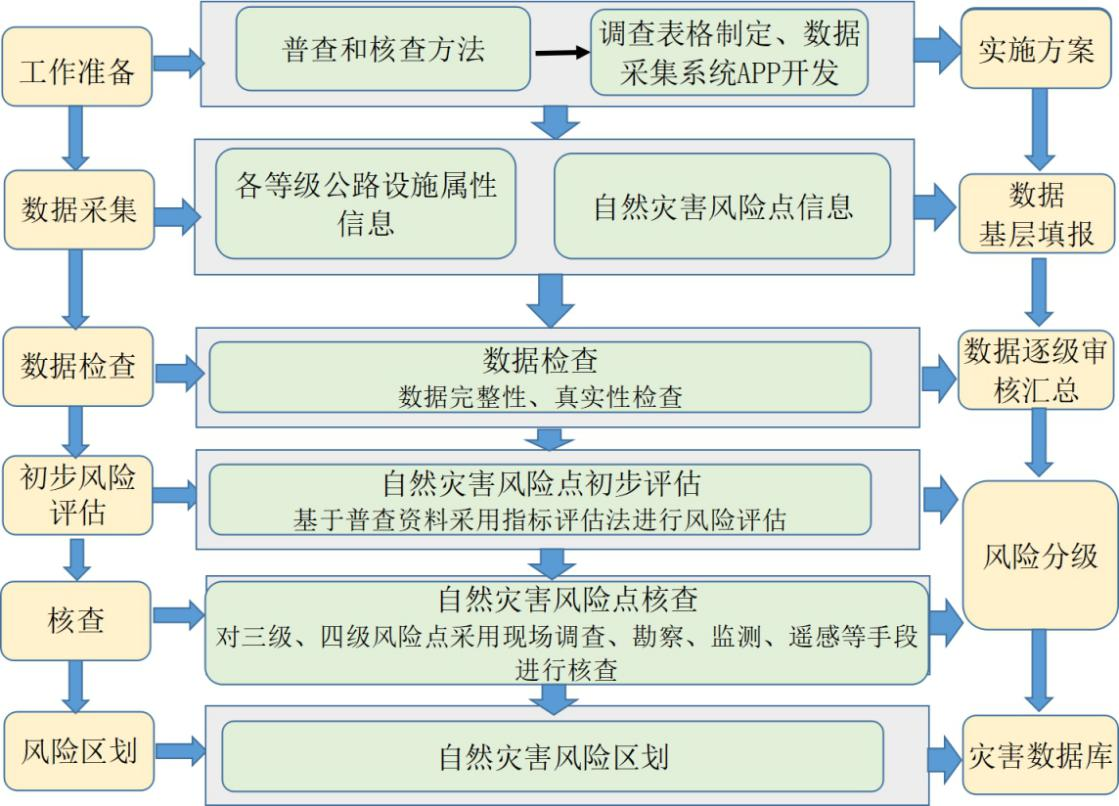 工作准备
普查和核查方法
调查表格制定、数据
采集系统APP开发
实施方案
数据采集
各等级公路设施属性
信息
自然灾害风险点信息
数据
基层填报
数据检查
数据检查
数据完整性、真实性检查
数据逐级审
核汇总
初步风险
评估
自然灾害风险点初步评估
基于普查资料采用指标评估法进行风险评估
风险分级
核查
自然灾害风险点核查
对三级、四级风险点采用现场调查、勘察、监测、遥感等手段
进行核查
风险区划
自然灾害风险区划
灾害数据库